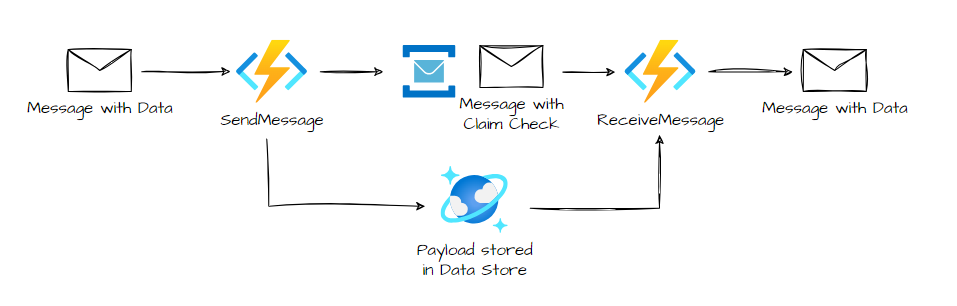 Message with Data
SendMessage
Message with
Claim Check
ReceiveMessage
Message with Data
Payload stored
in Data Store